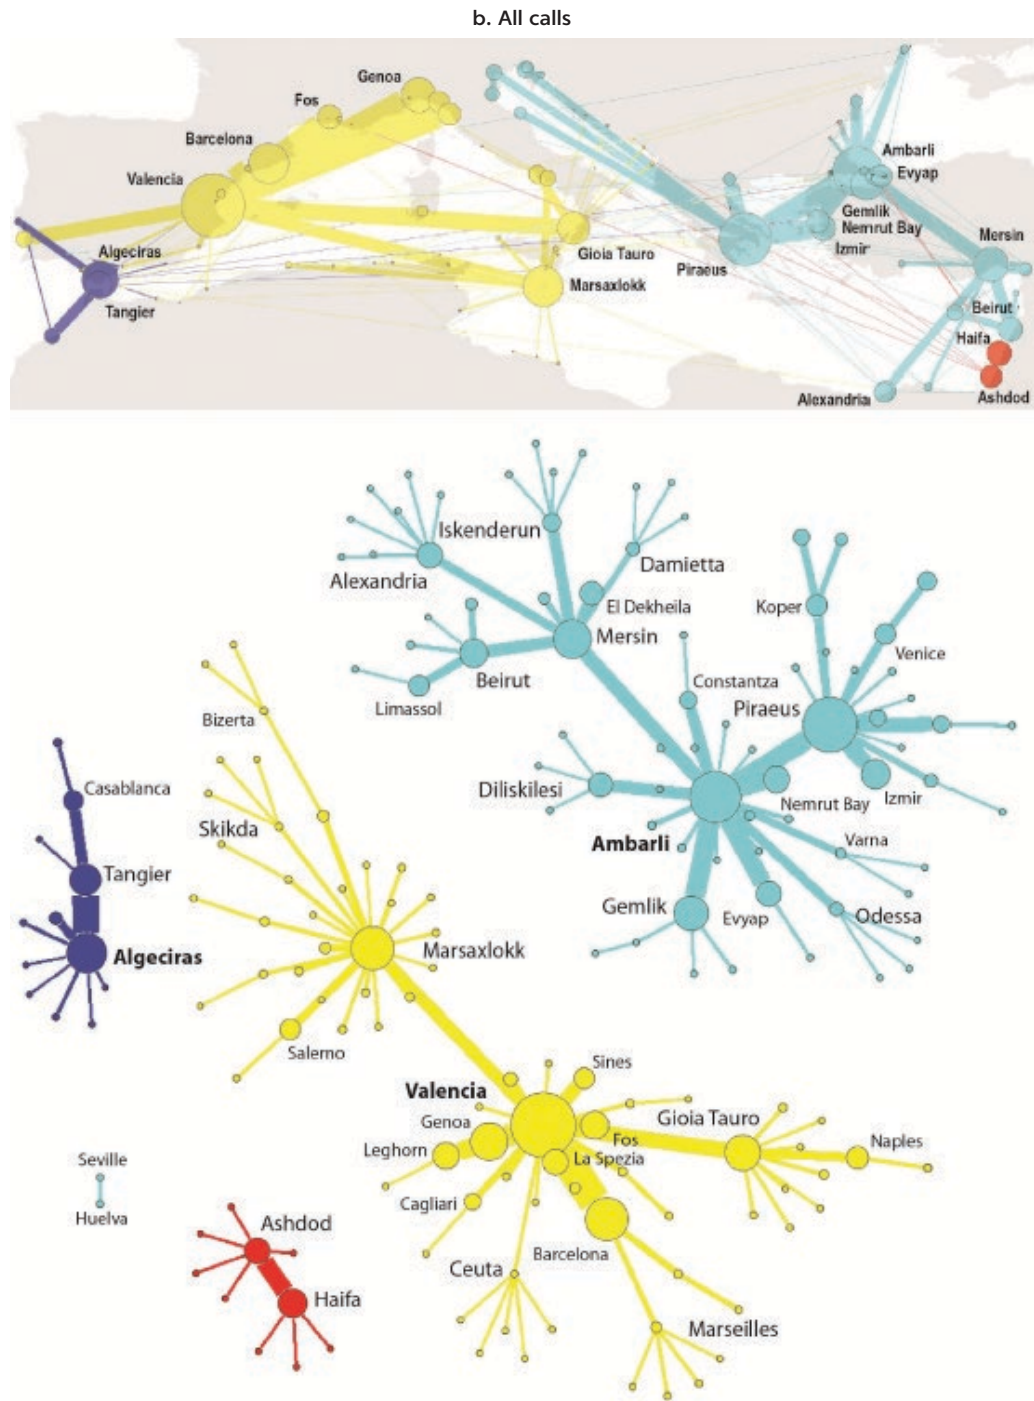 b. All calls
Genoa
Fos
Barcelona
Valencia
Algeciras
Tangier
Gioia Tauro
Marsaxlokk
Piraeus
Ambarli
Evyap
Gemlik
Nemrut Bay
Izmir
Mersin
Beirut
Haifa
Ashdod
Alexandria
Iskenderun
Alexandria
Damietta
El Dekheila
Mersin
Koper
Venice
Beirut
Limassol
Constantza
Piraeus
Bizerta
Casablanca
Diliskilesi
Nemrut Bay
Izmir
Skikda
Ambarli
Varna
Tangier
Gemlik
Evyap
Odessa
Algeciras
Marsaxlokk
Salerno
Sines
Valencia
Genoa
Gioia Tauro
Fos
Leghorn
La Spezia
Naples
Seville
Cagliari
Huelva
Ashdod
Barcelona
Ceuta
Haifa
Marseilles